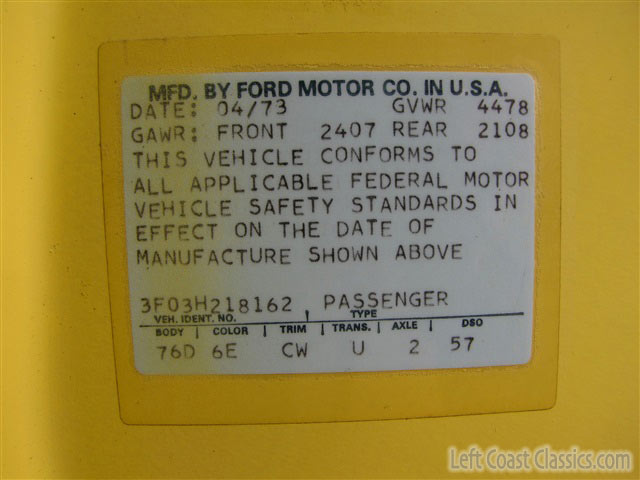 MFD. BY FORD MOTOR CO. IN U.S.A.
DATE: 04/73 GVWR 4478
GAWR: FRONT 2407 REAR 2108
THIS VEHICLE CONFORMS TO
ALL APPLICABLE FEDERAL MOTOR
VEHICLE SAFETY STANDARDS IN
EFFECT ON THE DATE OF
MANUFACTURE SHOWN ABOVE
3F03H218162 PASSENGER
VEH. IDENT. NO. TYPE
BODY | COLOR | TRIM | TRANS. | AXLE | DSO
76D 6E CW U 2 57
Left Coast Classics.com